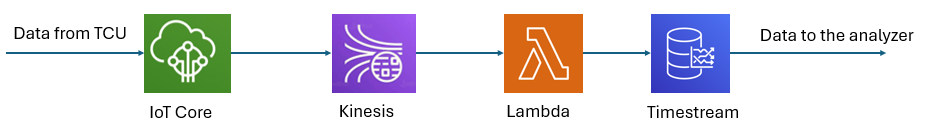 Data from TCU
Data to the analyzer
IoT Core
Kinesis
Lambda
Timestream